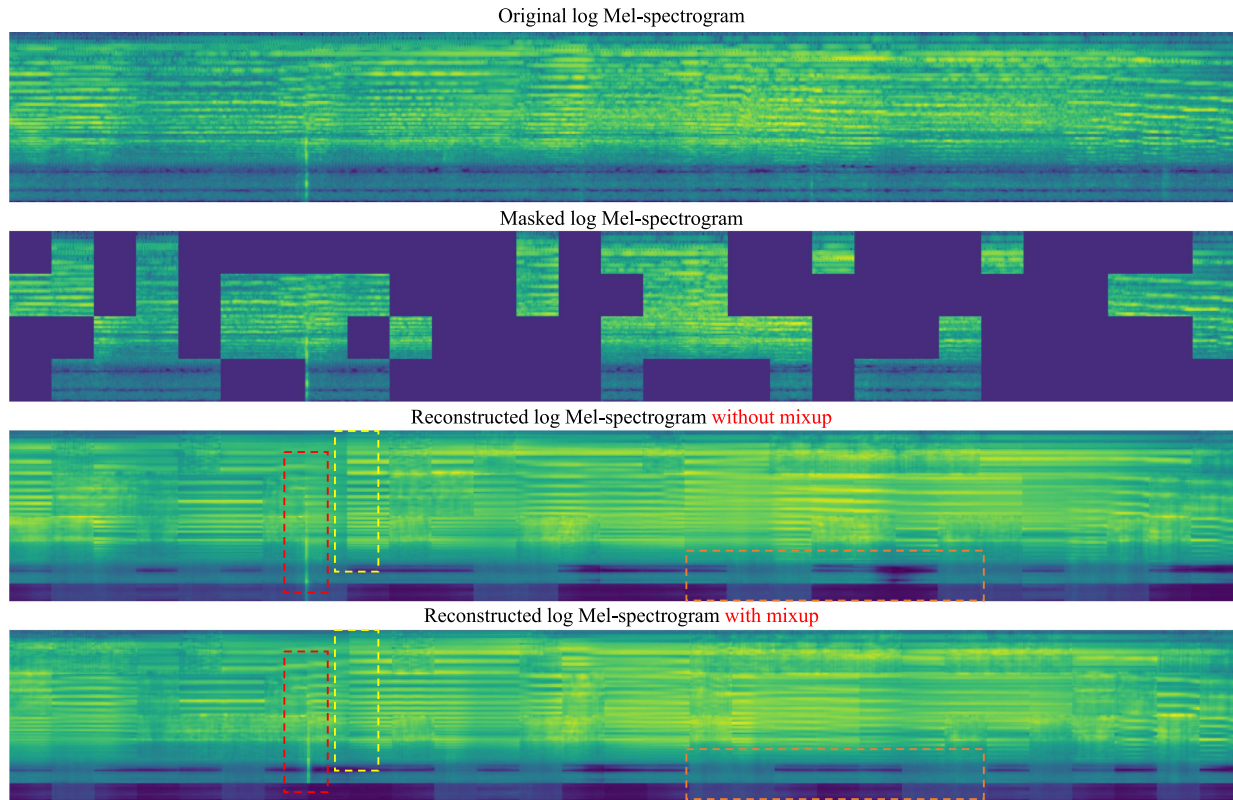 Original log Mel-spectrogram
Masked log Mel-spectrogram
Reconstructed log Mel-spectrogram without mixup
Reconstructed log Mel-spectrogram with mixup